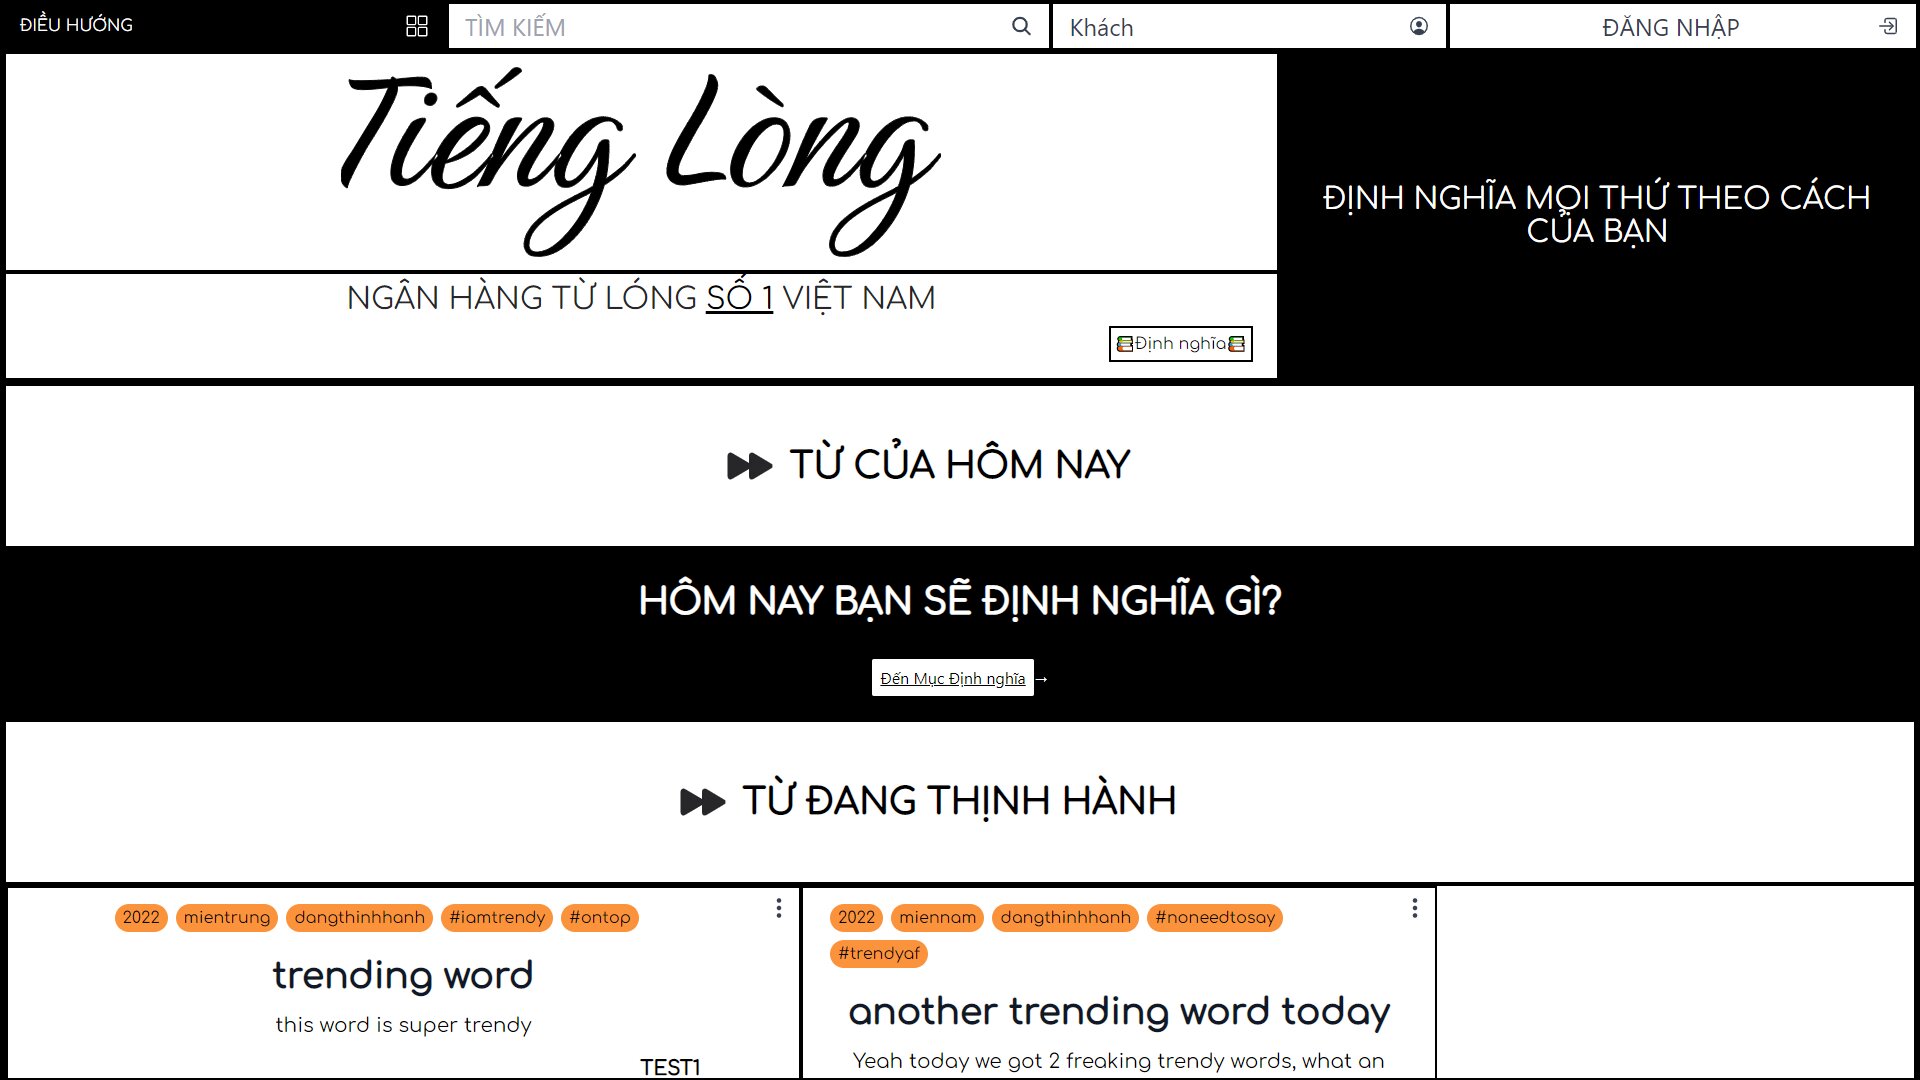 ĐIỀU HƯỚNG
TÌM KIẾM
Khách
ĐĂNG NHẬP
Tiếng Lòng
NGÂN HÀNG TỪ LÓNG SỐ 1 VIỆT NAM
📚Định nghĩa📚
ĐỊNH NGHĨA MỌI THỨ THEO CÁCH
CỦA BẠN
TỪ CỦA HÔM NAY
HÔM NAY BẠN SẼ ĐỊNH NGHĨA GÌ?
Đến Mục Định nghĩa →
TỪ ĐANG THỊNH HÀNH
2022 mientrung dangthinhhanh #iamtrendy #ontop
trending word
this word is super trendy
TEST1
2022 miennam dangthinhhanh #noneedtosay
#trendyaf
another trending word today
Yeah today we got 2 freaking trendy words, what an